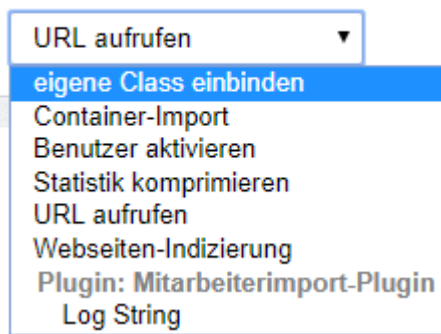 URL aufrufen
eigene Class einbinden
Container-Import
Benutzer aktivieren
Statistik komprimieren
URL aufrufen
Webseiten-Indizierung
Plugin: Mitarbeiterimport-Plugin
Log String